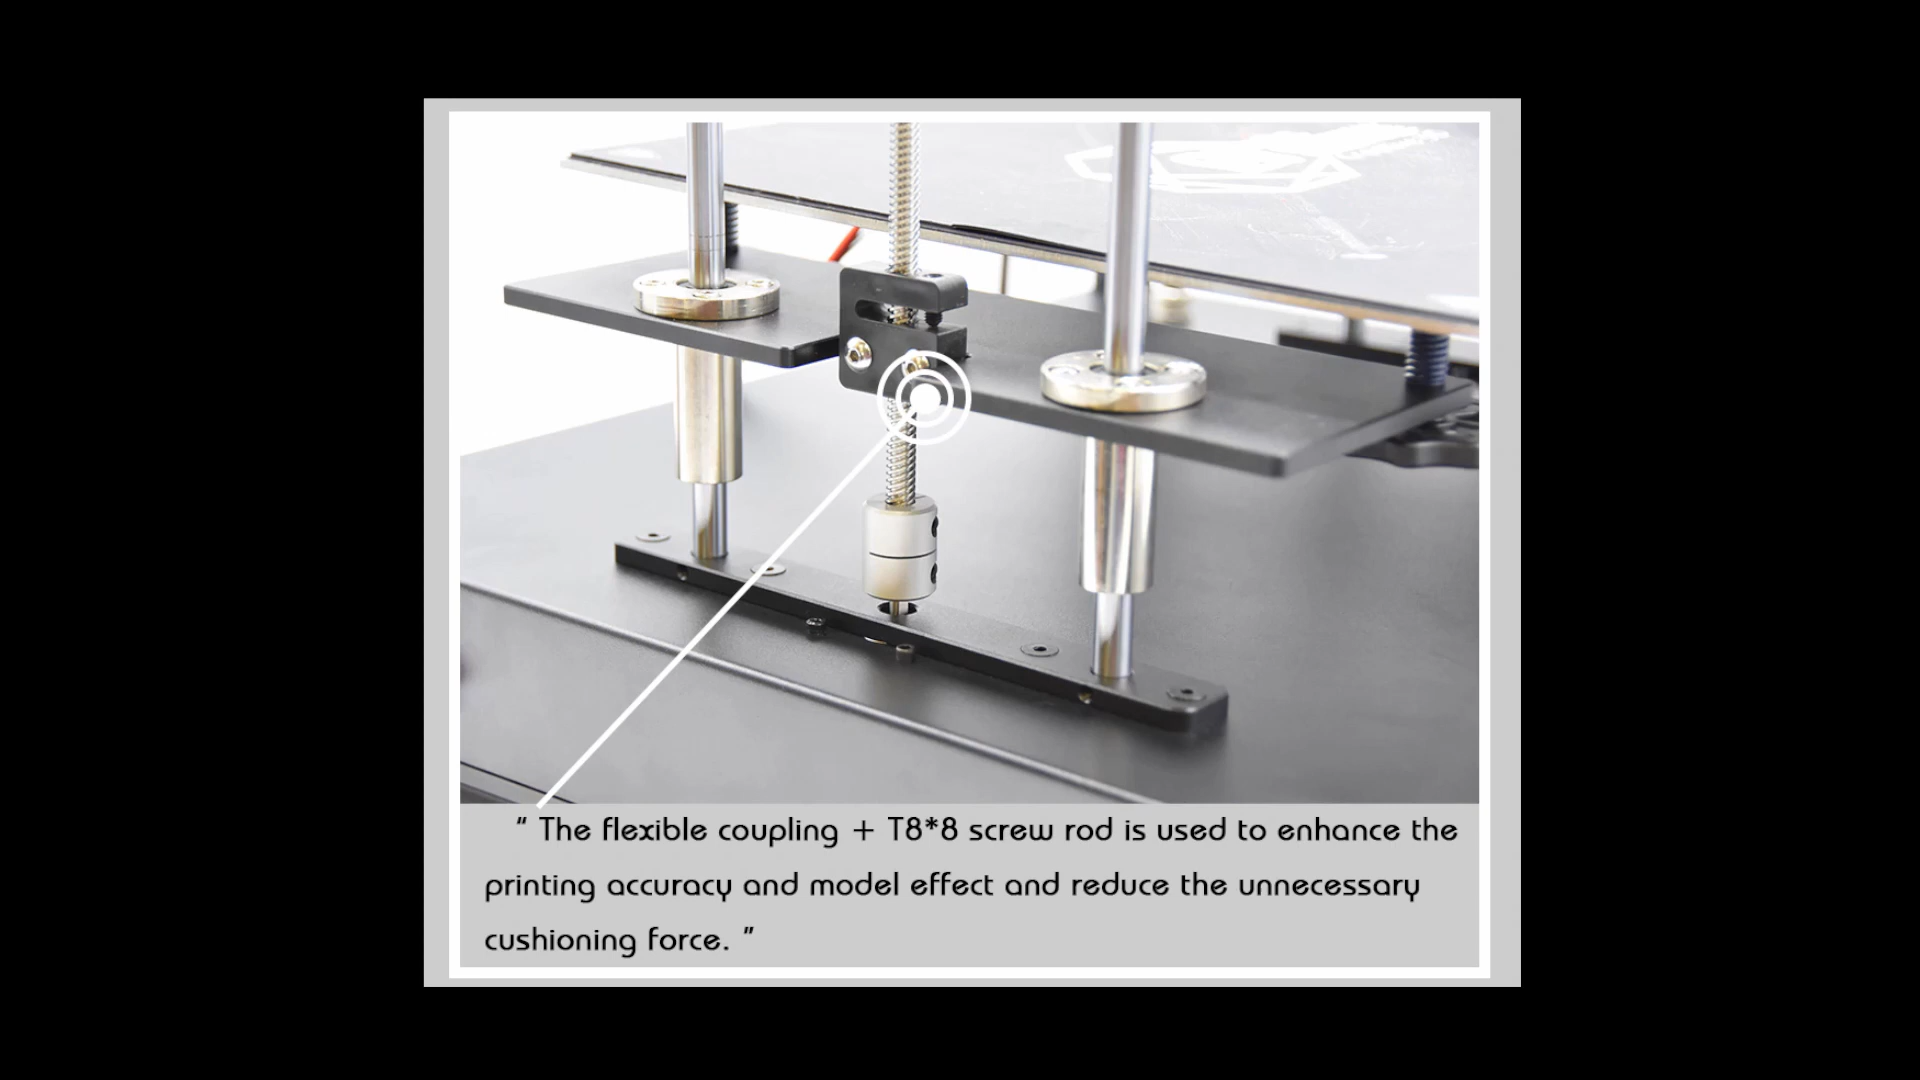 “ The flexible coupling + T8*8 screw rod is used to enhance the
printing accuracy and model effect and reduce the unnecessary
cushioning force. ”